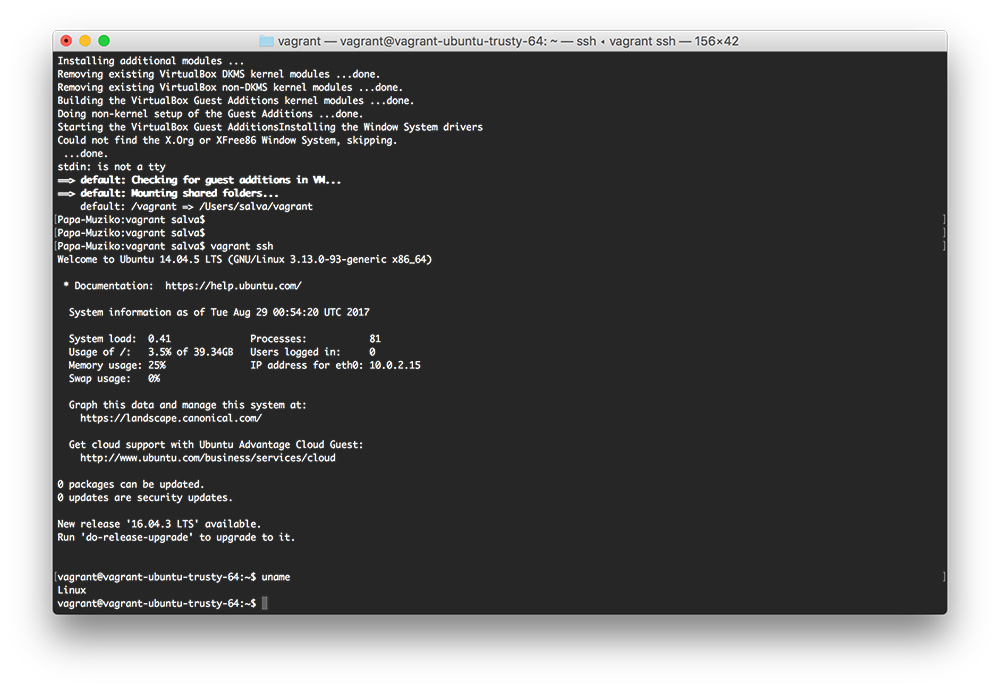 vagrant — vagrant@vagrant-ubuntu-trusty-64: ~ — ssh ‹ vagrant ssh — 156×42
Installing additional modules ...
Removing existing VirtualBox DKMS kernel modules ...done.
Removing existing VirtualBox non-DKMS kernel modules ...done.
Building the VirtualBox Guest Additions kernel modules ...done.
Doing non-kernel setup of the Guest Additions ...done.
Starting the VirtualBox Guest AdditionsInstalling the Window System drivers
Could not find the X.Org or XFree86 Window System, skipping.
 ...done.
stdin: is not a tty
==> default: Checking for guest additions in VM...
==> default: Mounting shared folders...
    default: /vagrant => /Users/salva/vagrant
[Papa-Muziko:vagrant salva$ ]
[Papa-Muziko:vagrant salva$ ]
[Papa-Muziko:vagrant salva$ vagrant ssh ]
Welcome to Ubuntu 14.04.5 LTS (GNU/Linux 3.13.0-93-generic x86_64)
 * Documentation:  https://help.ubuntu.com/
  System information as of Tue Aug 29 00:54:20 UTC 2017
  System load:  0.41              Processes:           81
  Usage of /:   3.5% of 39.34GB   Users logged in:     0
  Memory usage: 25%               IP address for eth0: 10.0.2.15
  Swap usage:   0%
  Graph this data and manage this system at:
    https://landscape.canonical.com/
  Get cloud support with Ubuntu Advantage Cloud Guest:
    http://www.ubuntu.com/business/services/cloud
0 packages can be updated.
0 updates are security updates.
New release '16.04.3 LTS' available.
Run 'do-release-upgrade' to upgrade to it.
[vagrant@vagrant-ubuntu-trusty-64:~$ uname ]
Linux
vagrant@vagrant-ubuntu-trusty-64:~$